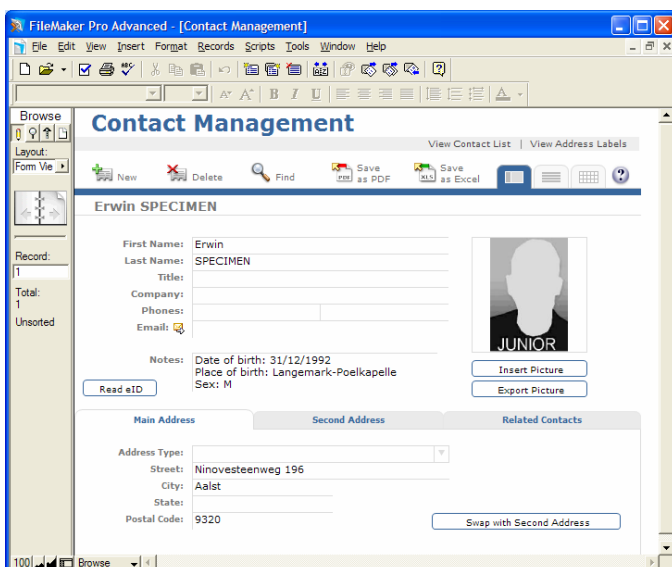 FileMaker Pro Advanced - [Contact Management]
File Edit View Insert Format Records Scripts Tools Window Help
B I U A
Browse
Layout:
Form Vie
Record:
1
Total:
1
Unsorted
Contact Management
View Contact List | View Address Labels
New Delete Find PDF Save as PDF XLS Save as Excel ?
Erwin SPECIMEN
First Name: Erwin
Last Name: SPECIMEN
Title:
Company:
Phones:
Email:
Notes: Date of birth: 31/12/1992
Place of birth: Langemark-Poelkapelle
Sex: M
Read eID
JUNIOR
Insert Picture
Export Picture
Main Address Second Address Related Contacts
Address Type:
Street: Ninovesteenweg 196
City: Aalst
State:
Postal Code: 9320
Swap with Second Address
100 Browse